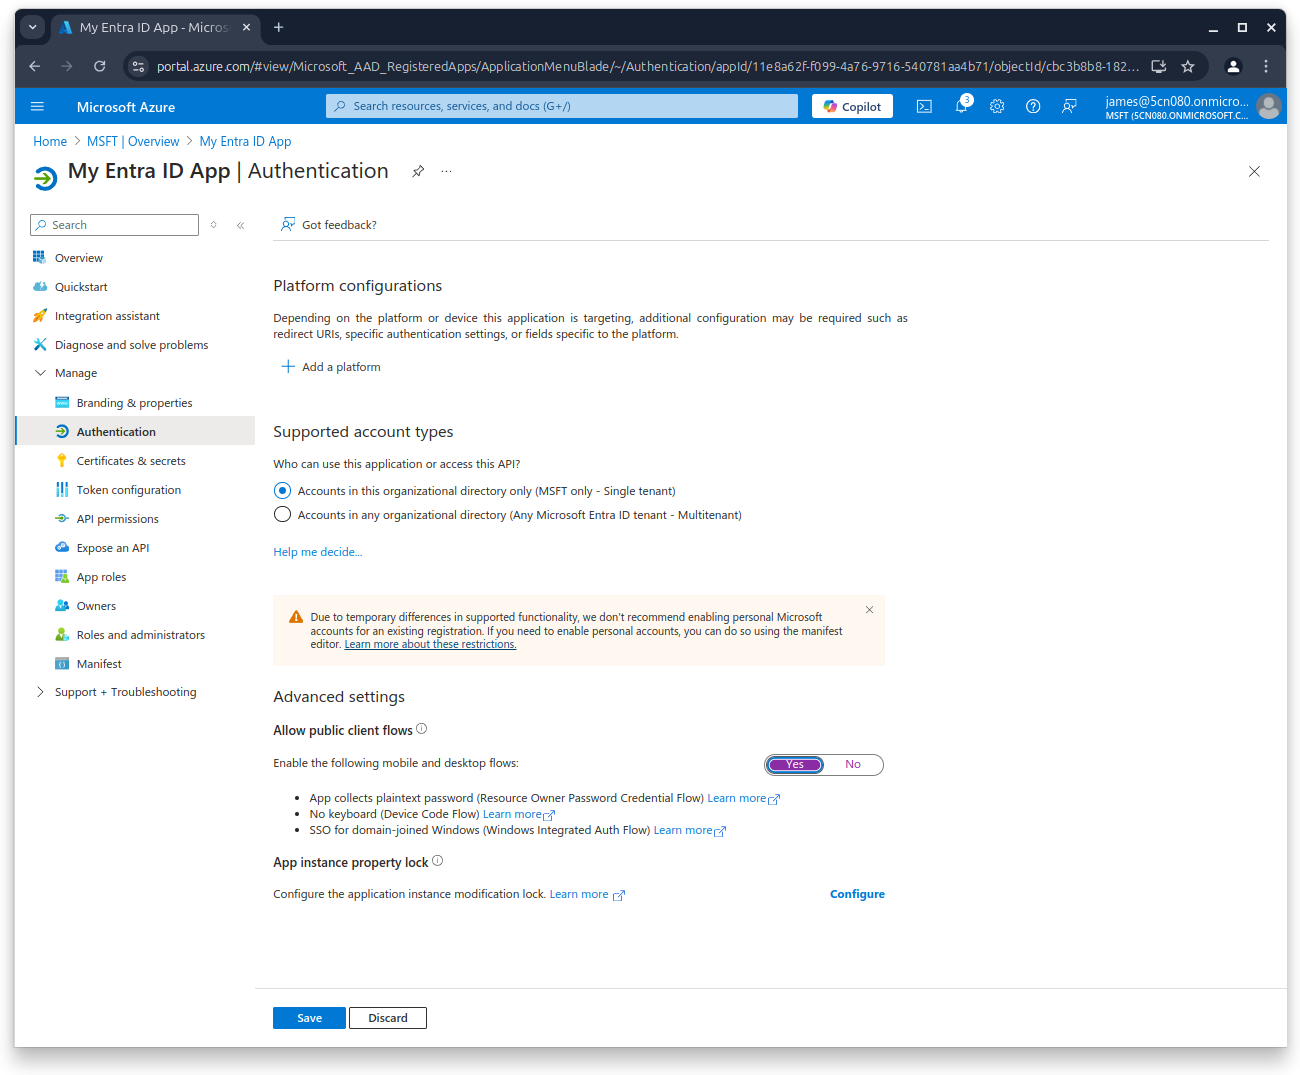 My Entra ID App - Micros
portal.azure.com/#view/Microsoft_AAD_RegisteredApps/ApplicationMenuBlade/~/Authentication/appId/11e8a62f-f099-4a76-9716-540781aa4b71/objectId/cbc3b8b8-182...
Microsoft Azure
Search resources, services, and docs (G+/)
Copilot
3
james@5cn080.onmicro...
MSFT (5CN080.ONMICROSOFT.C...
Home > MSFT | Overview > My Entra ID App
My Entra ID App | Authentication
Search
Got feedback?
Overview
Quickstart
Integration assistant
Diagnose and solve problems
Manage
Branding & properties
Authentication
Certificates & secrets
Token configuration
API permissions
Expose an API
App roles
Owners
Roles and administrators
Manifest
Support + Troubleshooting
Platform configurations
Depending on the platform or device this application is targeting, additional configuration may be required such as
redirect URIs, specific authentication settings, or fields specific to the platform.
Add a platform
Supported account types
Who can use this application or access this API?
Accounts in this organizational directory only (MSFT only - Single tenant)
Accounts in any organizational directory (Any Microsoft Entra ID tenant - Multitenant)
Help me decide...
Due to temporary differences in supported functionality, we don't recommend enabling personal Microsoft
accounts for an existing registration. If you need to enable personal accounts, you can do so using the manifest
editor. Learn more about these restrictions.
Advanced settings
Allow public client flows
Enable the following mobile and desktop flows:
Yes No
• App collects plaintext password (Resource Owner Password Credential Flow) Learn more
• No keyboard (Device Code Flow) Learn more
• SSO for domain-joined Windows (Windows Integrated Auth Flow) Learn more
App instance property lock
Configure the application instance modification lock. Learn more
Configure
Save
Discard